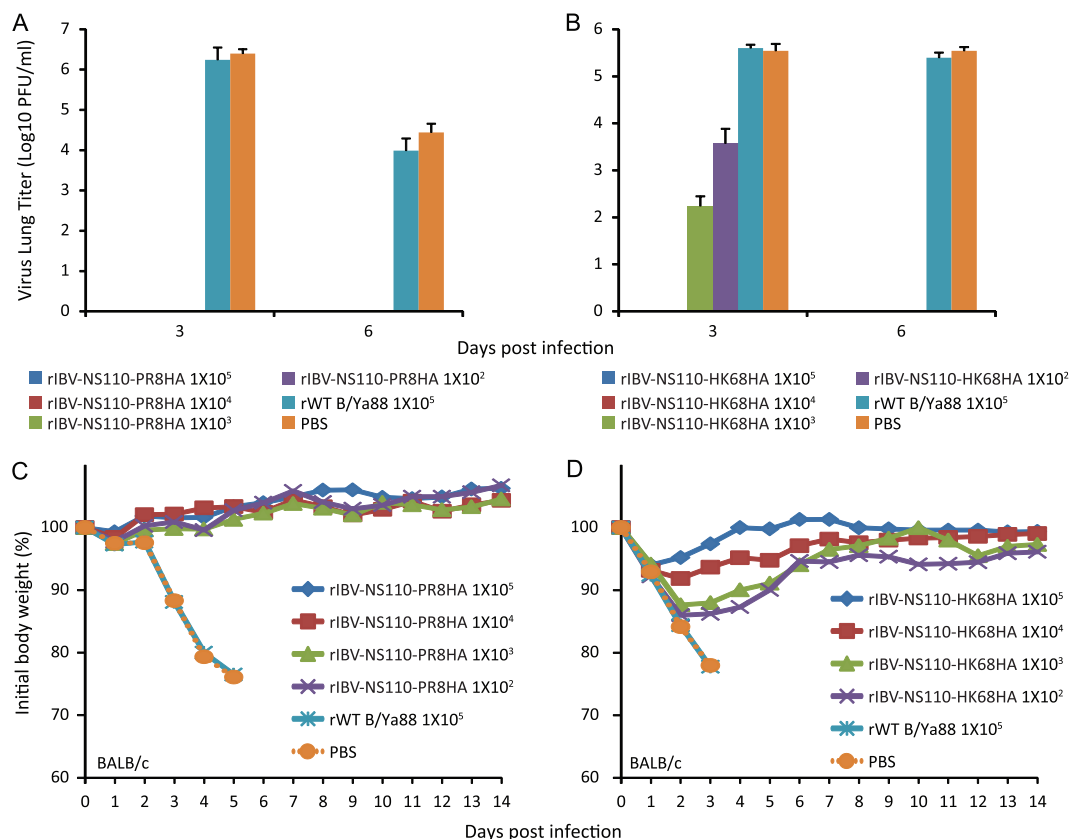 A
Virus Lung Titer (Log10 PFU/ml)
7
6
5
4
3
2
1
0
3
6
B
6
5
4
3
2
1
0
3
6
Days post infection
rIBV-NS110-PR8HA 1X10⁵
rIBV-NS110-PR8HA 1X10²
rIBV-NS110-PR8HA 1X10⁴
rWT B/Ya88 1X10⁵
rIBV-NS110-PR8HA 1X10³
PBS
rIBV-NS110-HK68HA 1X10⁵
rIBV-NS110-HK68HA 1X10²
rIBV-NS110-HK68HA 1X10⁴
rWT B/Ya88 1X10⁵
rIBV-NS110-HK68HA 1X10³
PBS
C
Initial body weight (%)
100
90
80
70
60
rIBV-NS110-PR8HA 1X10⁵
rIBV-NS110-PR8HA 1X10⁴
rIBV-NS110-PR8HA 1X10³
rIBV-NS110-PR8HA 1X10²
rWT B/Ya88 1X10⁵
PBS
BALB/c
0 1 2 3 4 5 6 7 8 9 10 11 12 13 14
D
100
90
80
70
60
rIBV-NS110-HK68HA 1X10⁵
rIBV-NS110-HK68HA 1X10⁴
rIBV-NS110-HK68HA 1X10³
rIBV-NS110-HK68HA 1X10²
rWT B/Ya88 1X10⁵
PBS
BALB/c
0 1 2 3 4 5 6 7 8 9 10 11 12 13 14
Days post infection